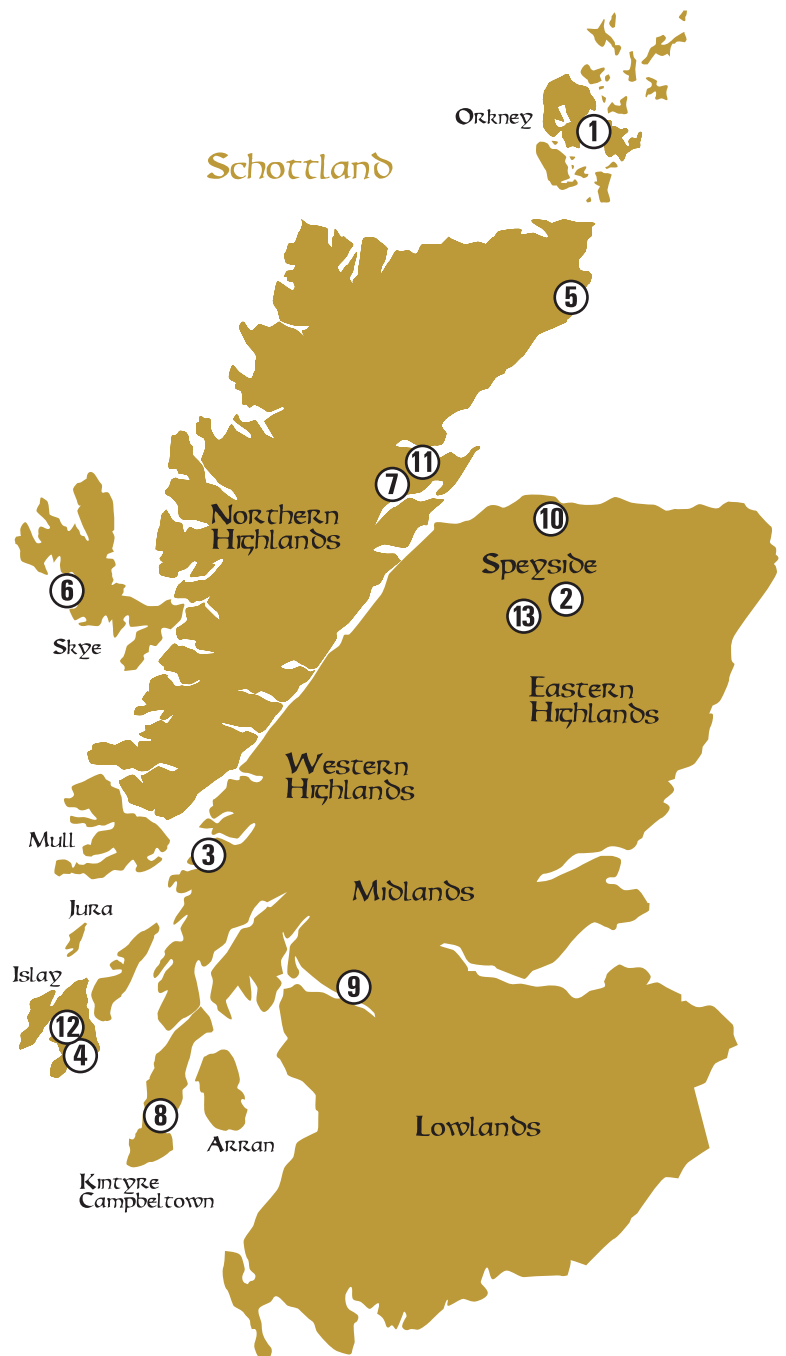 Orkney
1
Schottland
5
11
7
Northern
Highlands
10
Speyside
6
2
13
Skye
Eastern
Highlands
Western
Highlands
Mull
3
Midlands
Jura
Islay
9
12
4
8
Lowlands
Arran
Kintyre
Campbeltown